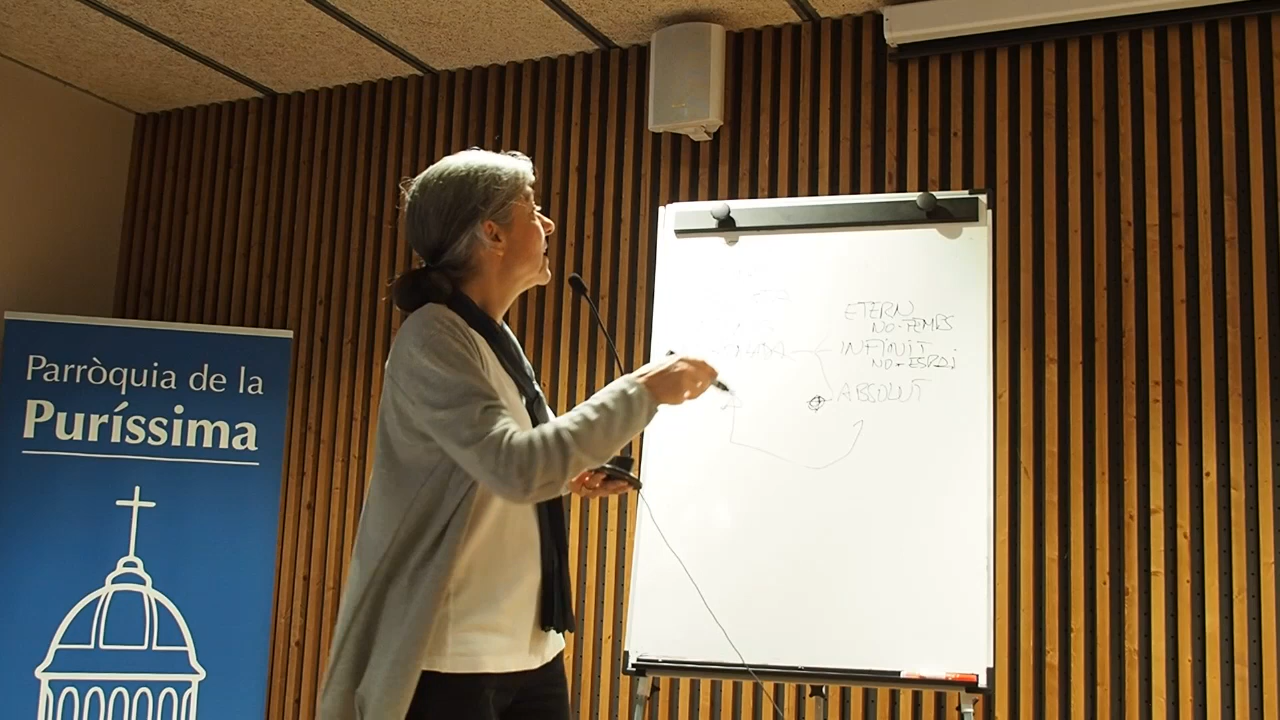 Parròquia de la
Puríssima
ETERN
NO-TEMPS
INFINIT
NO-ESPAI
ABSOLUT